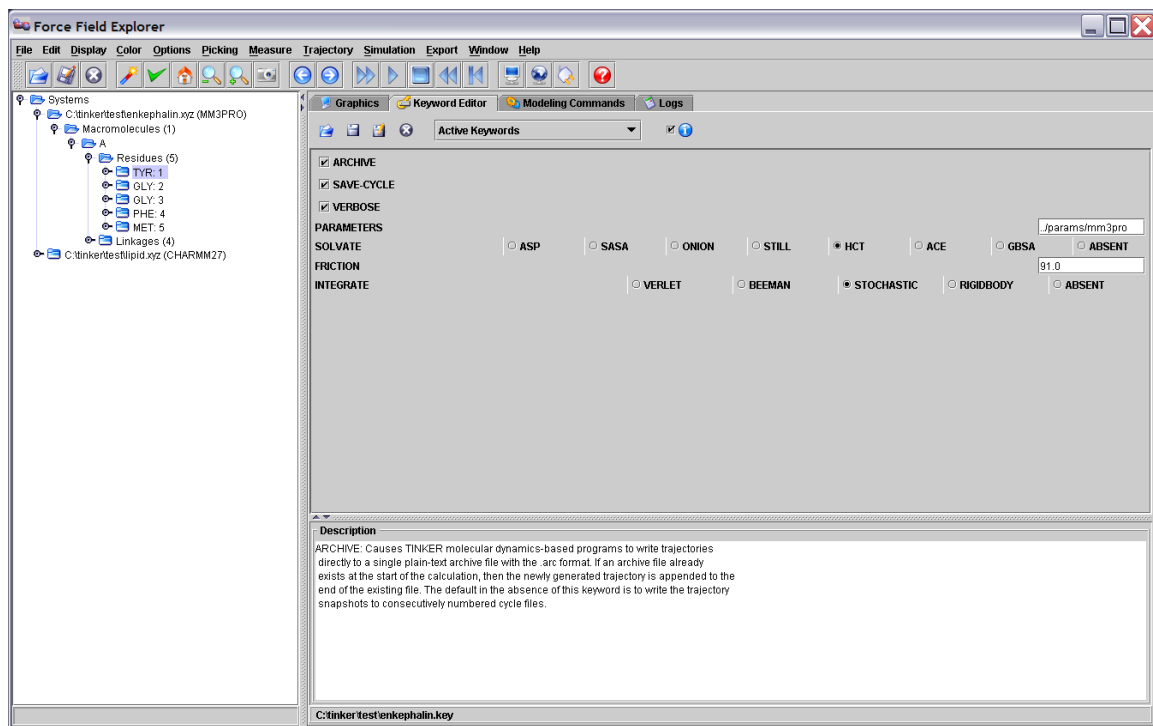 Force Field Explorer
File Edit Display Color Options Picking Measure Trajectory Simulation Export Window Help
Systems
C:\tinker\test\enkephalin.xyz (MM3PRO)
Macromolecules (1)
A
Residues (5)
TYR: 1
GLY: 2
GLY: 3
PHE: 4
MET: 5
Linkages (4)
C:\tinker\test\lipid.xyz (CHARMM27)
Graphics Keyword Editor Modeling Commands Logs
Active Keywords
ARCHIVE
SAVE-CYCLE
VERBOSE
PARAMETERS ../params/mm3pro
SOLVATE ASP SASA ONION STILL HCT ACE GBSA ABSENT
FRICTION 91.0
INTEGRATE VERLET BEEMAN STOCHASTIC RIGIDBODY ABSENT
Description
ARCHIVE: Causes TINKER molecular dynamics-based programs to write trajectories
directly to a single plain-text archive file with the .arc format. If an archive file already
exists at the start of the calculation, then the newly generated trajectory is appended to the
end of the existing file. The default in the absence of this keyword is to write the trajectory
snapshots to consecutively numbered cycle files.
C:\tinker\test\enkephalin.key